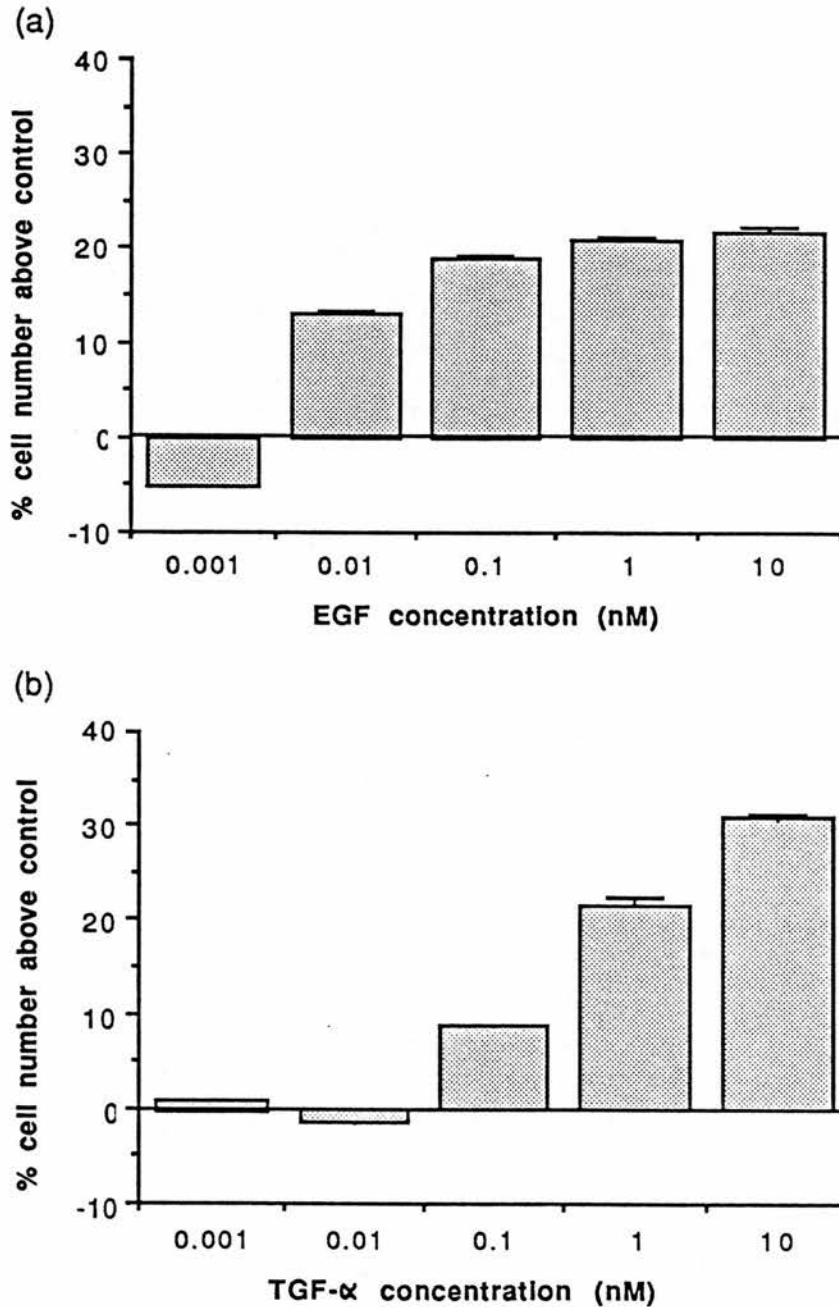 (a)
% cell number above control
40
30
20
10
0
-10
0.001 0.01 0.1 1 10
EGF concentration (nM)
(b)
% cell number above control
40
30
20
10
0
-10
0.001 0.01 0.1 1 10
TGF-α concentration (nM)